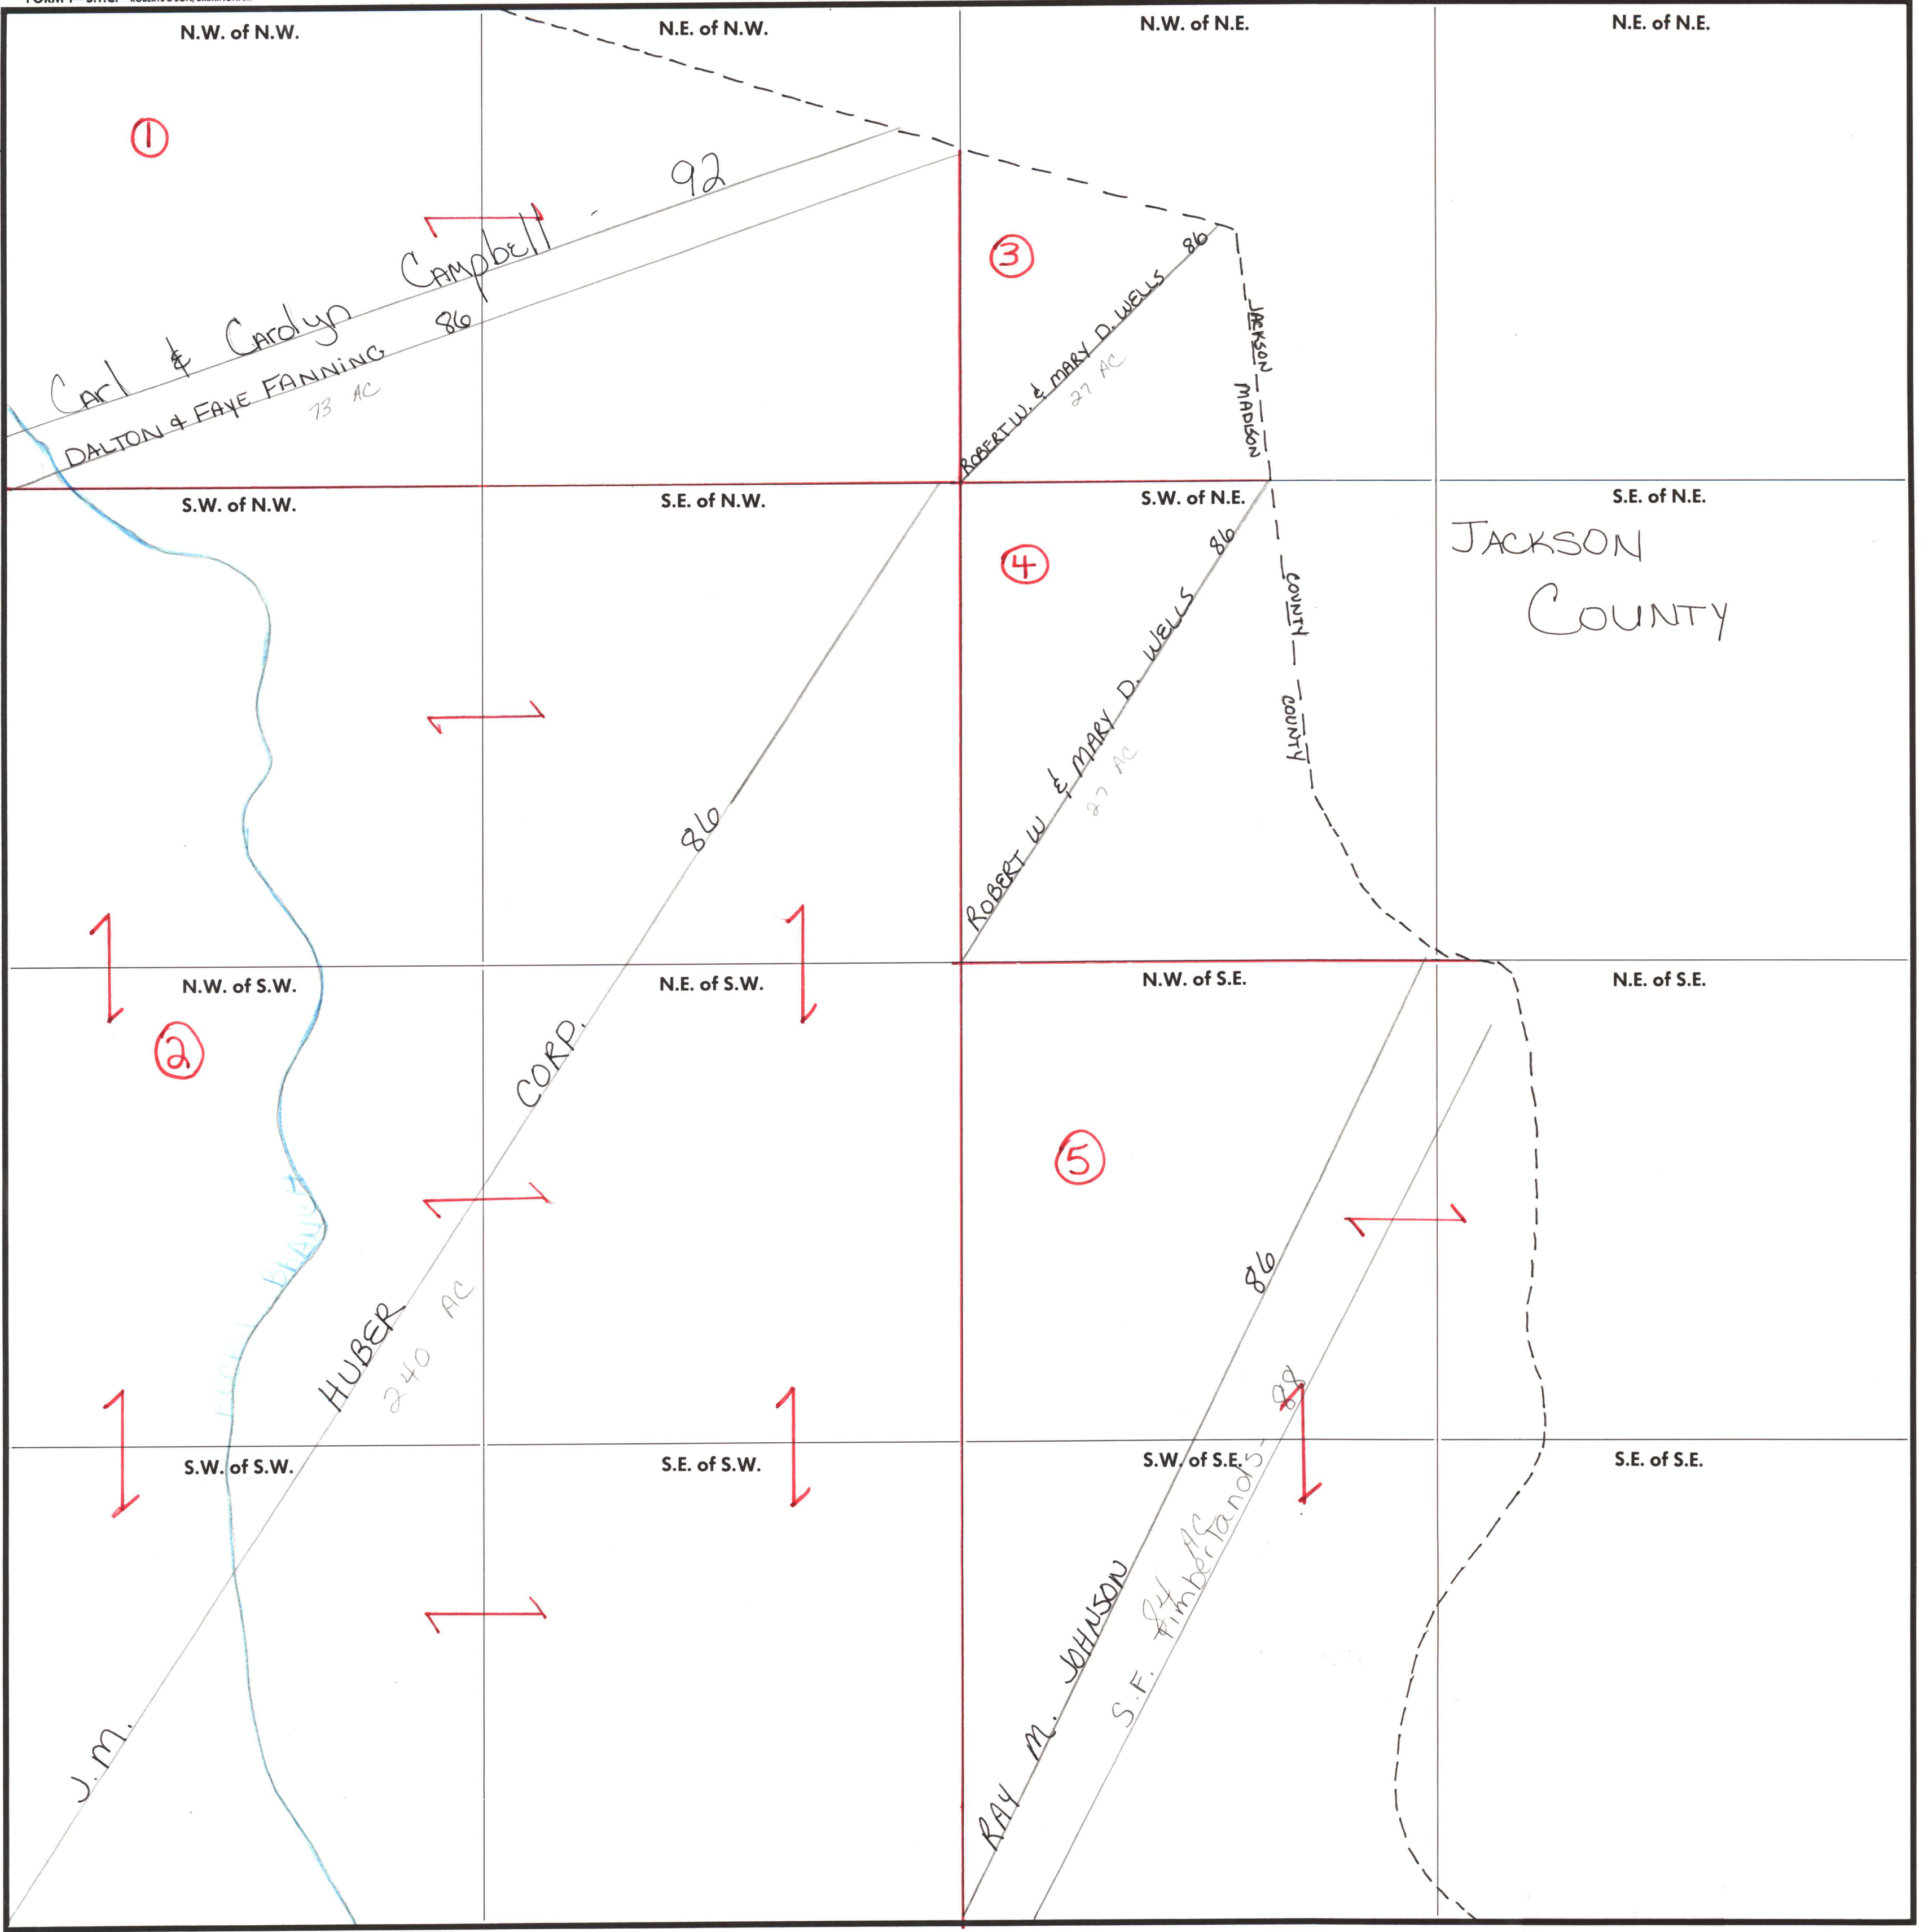 N.W. of N.W.
N.E. of N.W.
N.W. of N.E.
N.E. of N.E.
1
Carl & Carolyn Campbell 92
DALTON & FAYE FANNING 86
73 AC
3
ROBERT W. & MARY D. WELLS 86
27 AC
JACKSON
MADISON
S.W. of N.W.
S.E. of N.W.
S.W. of N.E.
S.E. of N.E.
4
ROBERT W & MARY D. WELLS 86
27 AC
COUNTY
COUNTY
JACKSON
COUNTY
N.W. of S.W.
N.E. of S.W.
N.W. of S.E.
N.E. of S.E.
2
J.M. HUBER CORP. 86
240 AC
BRANCH
5
RAY M. JOHNSON 86
84 AC
S.F. Timberlands- 88
S.W. of S.W.
S.E. of S.W.
S.W. of S.E.
S.E. of S.E.